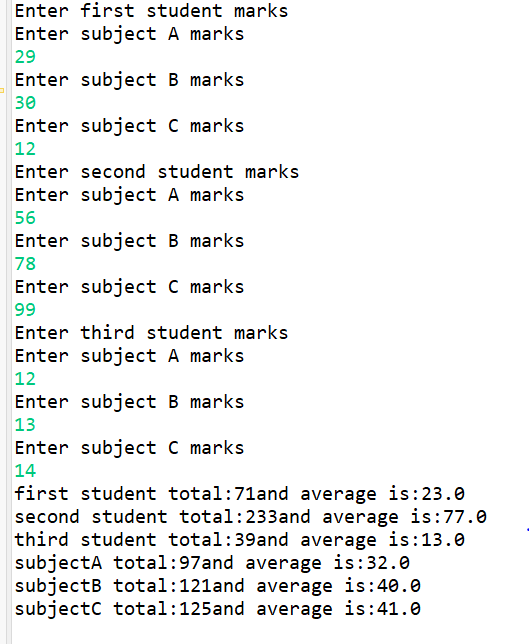 Enter first student marks
Enter subject A marks
29
Enter subject B marks
30
Enter subject C marks
12
Enter second student marks
Enter subject A marks
56
Enter subject B marks
78
Enter subject C marks
99
Enter third student marks
Enter subject A marks
12
Enter subject B marks
13
Enter subject C marks
14
first student total:71and average is:23.0
second student total:233and average is:77.0
third student total:39and average is:13.0
subjectA total:97and average is:32.0
subjectB total:121and average is:40.0
subjectC total:125and average is:41.0